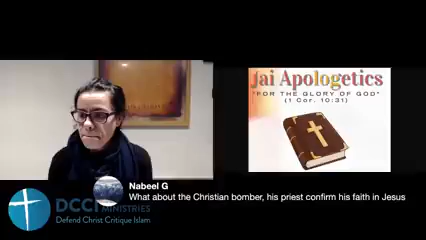 Jai Apologetics
"FOR THE GLORY OF GOD"
(1 Cor. 10:31)
Nabeel G
What about the Christian bomber, his priest confirm his faith in Jesus
DCCI
MINISTRIES
Defend Christ Critique Islam